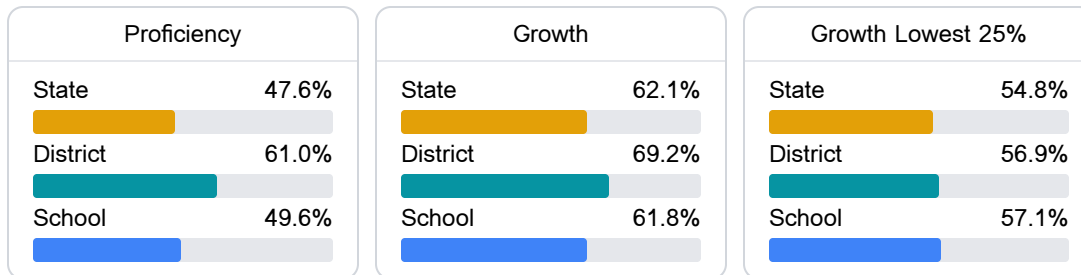 Proficiency
State 47.6%
District 61.0%
School 49.6%
Growth
State 62.1%
District 69.2%
School 61.8%
Growth Lowest 25%
State 54.8%
District 56.9%
School 57.1%